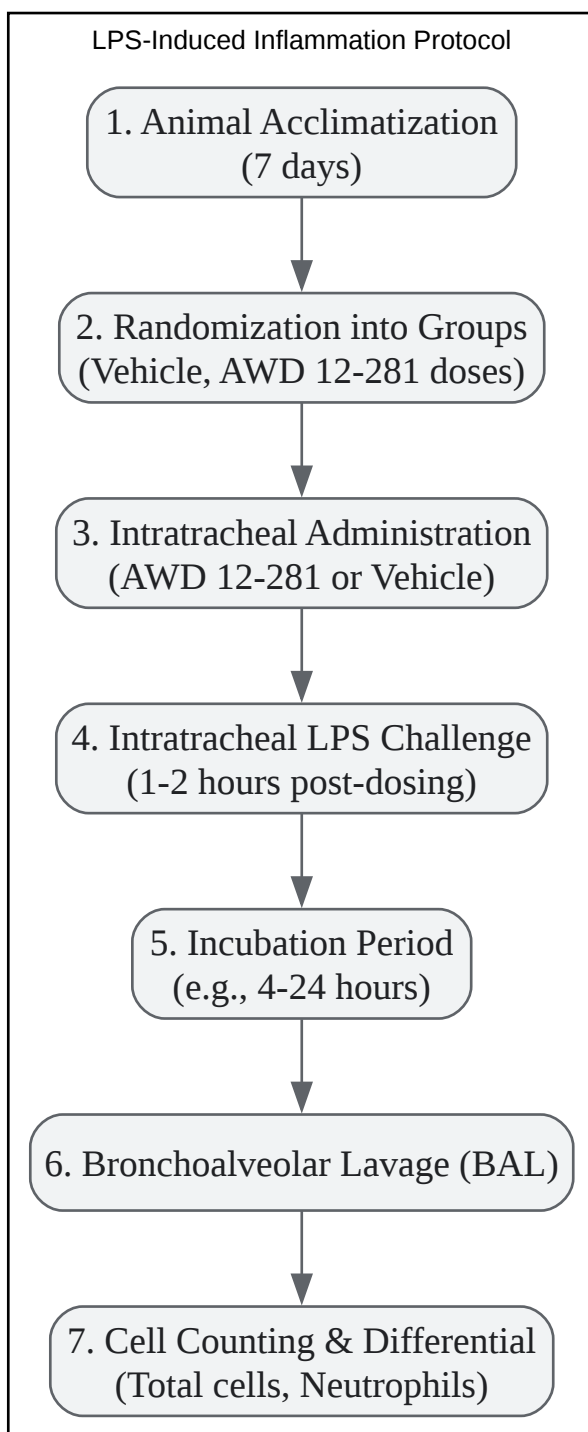 LPS-Induced Inflammation Protocol
1. Animal Acclimatization
(7 days)
2. Randomization into Groups
(Vehicle, AWD 12-281 doses)
3. Intratracheal Administration
(AWD 12-281 or Vehicle)
4. Intratracheal LPS Challenge
(1-2 hours post-dosing)
5. Incubation Period
(e.g., 4-24 hours)
6. Bronchoalveolar Lavage (BAL)
7. Cell Counting & Differential
(Total cells, Neutrophils)